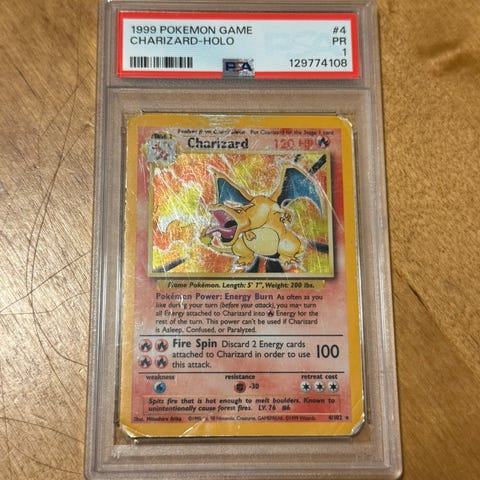 1999 POKEMON GAME #4
CHARIZARD-HOLO PR
1
PSA 129774108
Charizard 120 HP
Flame Pokémon. Length: 5' 7", Weight: 200 lbs.
Pokémon Power: Energy Burn As often as you
like during your turn (before your attack), you may turn
all Energy attached to Charizard into Energy for the
rest of the turn. This power can't be used if Charizard
is Asleep, Confused, or Paralyzed.
Fire Spin Discard 2 Energy cards
attached to Charizard in order to use 100
this attack.
weakness resistance retreat cost
-30
Spits fire that is hot enough to melt boulders. Known to
unintentionally cause forest fires. LV. 76 #6
Illus. Mitsuhiro Arita 4/102